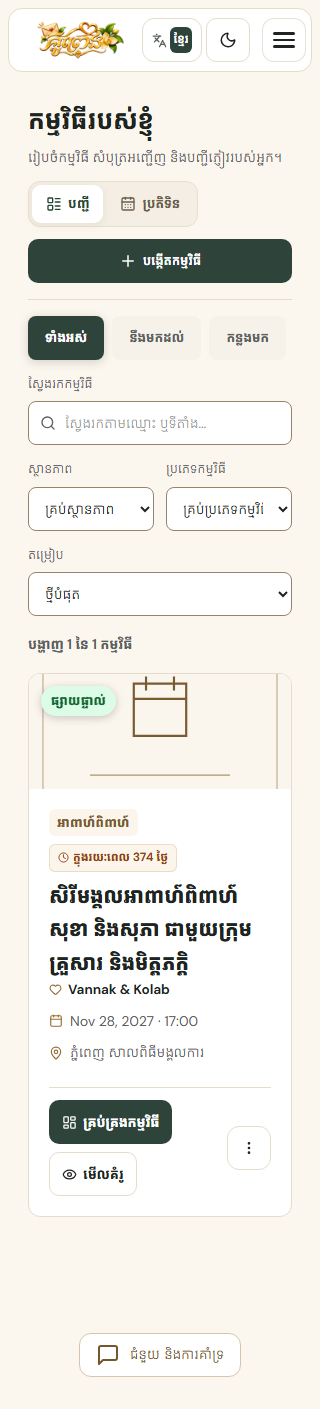 គូព្រេង
ខ្មែរ
កម្មវិធីរបស់ខ្ញុំ
រៀបចំកម្មវិធី សំបុត្រអញ្ជើញ និងបញ្ជីភ្ញៀវរបស់អ្នក។
បញ្ជី
ប្រតិទិន
បង្កើតកម្មវិធី
ទាំងអស់
នឹងមកដល់
កន្លងមក
ស្វែងរកកម្មវិធី
ស្វែងរកតាមឈ្មោះ ឬទីតាំង...
ស្ថានភាព
ប្រភេទកម្មវិធី
គ្រប់ស្ថានភាព
គ្រប់ប្រភេទកម្មវិធី
តម្រៀប
ថ្មីបំផុត
បង្ហាញ 1 នៃ 1 កម្មវិធី
ផ្សាយផ្ទាល់
អាពាហ៍ពិពាហ៍
ក្នុងរយៈពេល 374 ថ្ងៃ
សិរីមង្គលអាពាហ៍ពិពាហ៍
សុខា និងសុភា ជាមួយក្រុម
គ្រួសារ និងមិត្តភក្តិ
Vannak & Kolab
Nov 28, 2027 · 17:00
ភ្នំពេញ សាលពិធីមង្គលការ
គ្រប់គ្រងកម្មវិធី
មើលគំរូ
ជំនួយ និងការគាំទ្រ